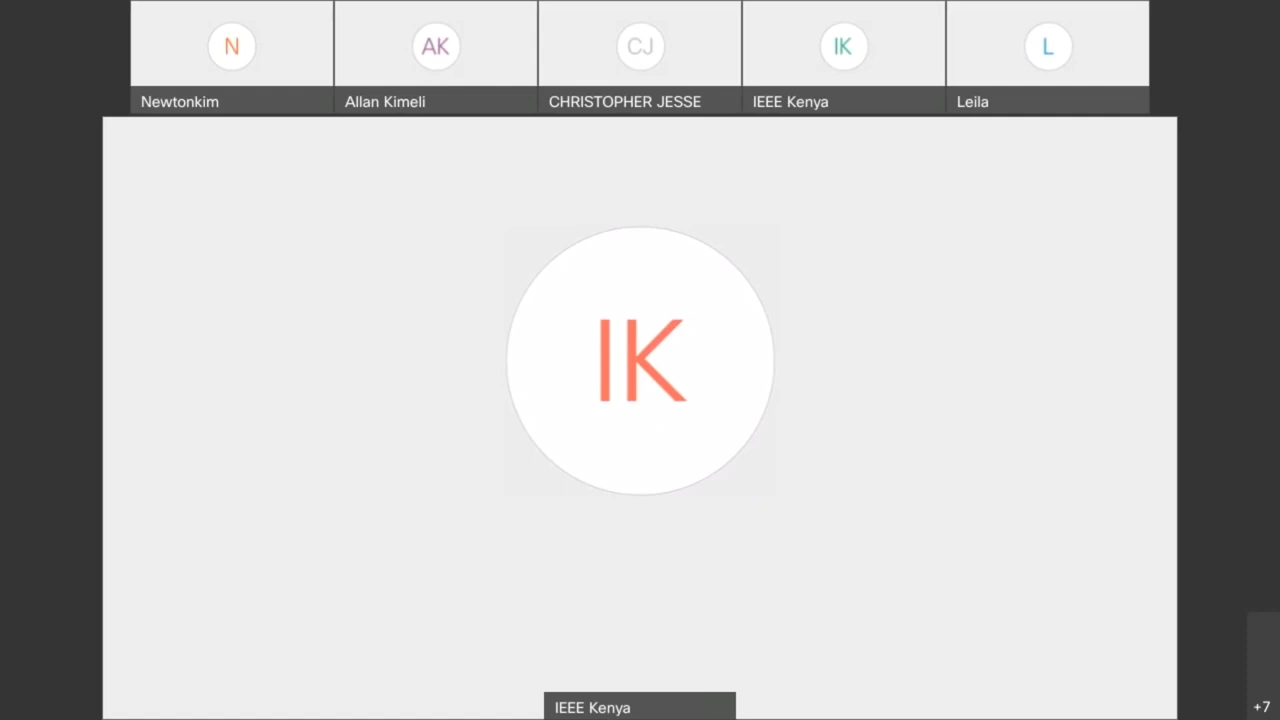 N
AK
CJ
IK
L
Newtonkim
Allan Kimeli
CHRISTOPHER JESSE
IEEE Kenya
Leila
IK
IEEE Kenya
+7